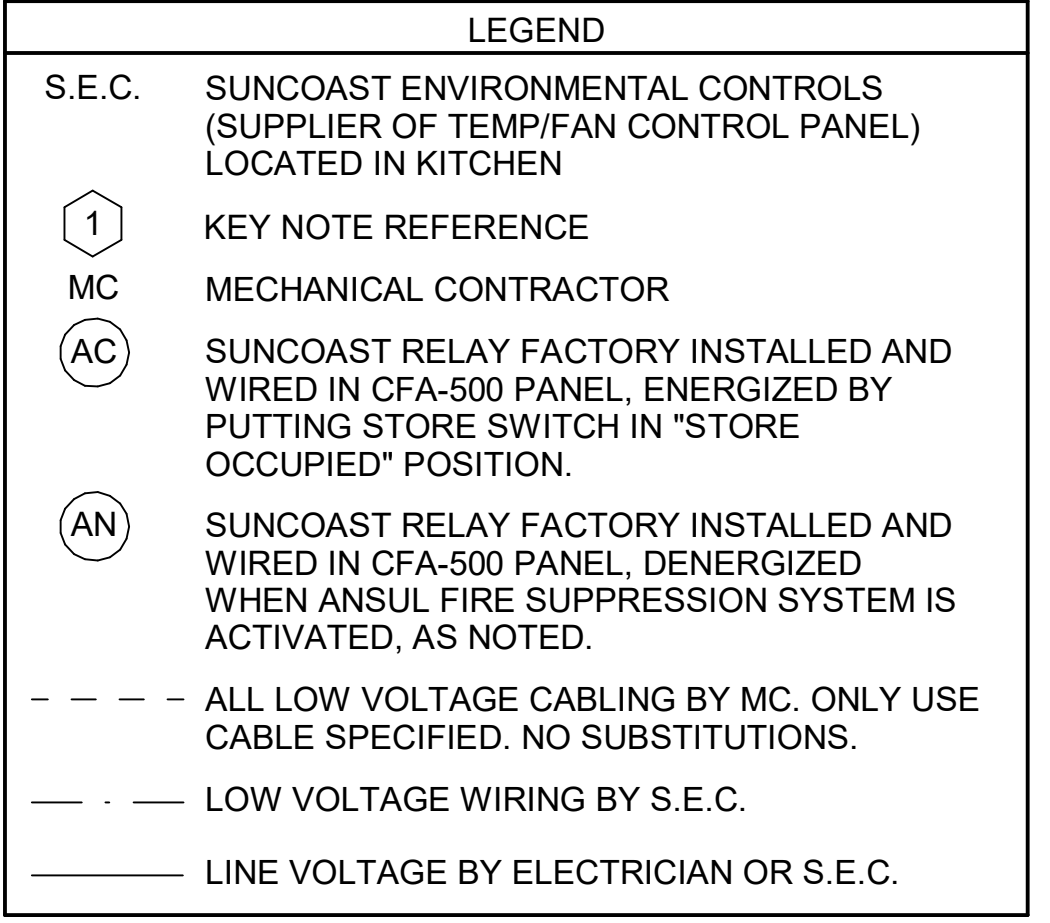 LEGEND
S.E.C. SUNCOAST ENVIRONMENTAL CONTROLS
(SUPPLIER OF TEMP/FAN CONTROL PANEL)
LOCATED IN KITCHEN
1 KEY NOTE REFERENCE
MC MECHANICAL CONTRACTOR
AC SUNCOAST RELAY FACTORY INSTALLED AND
WIRED IN CFA-500 PANEL, ENERGIZED BY
PUTTING STORE SWITCH IN "STORE
OCCUPIED" POSITION.
AN SUNCOAST RELAY FACTORY INSTALLED AND
WIRED IN CFA-500 PANEL, DENERGIZED
WHEN ANSUL FIRE SUPPRESSION SYSTEM IS
ACTIVATED, AS NOTED.
ALL LOW VOLTAGE CABLING BY MC. ONLY USE
CABLE SPECIFIED. NO SUBSTITUTIONS.
LOW VOLTAGE WIRING BY S.E.C.
LINE VOLTAGE BY ELECTRICIAN OR S.E.C.